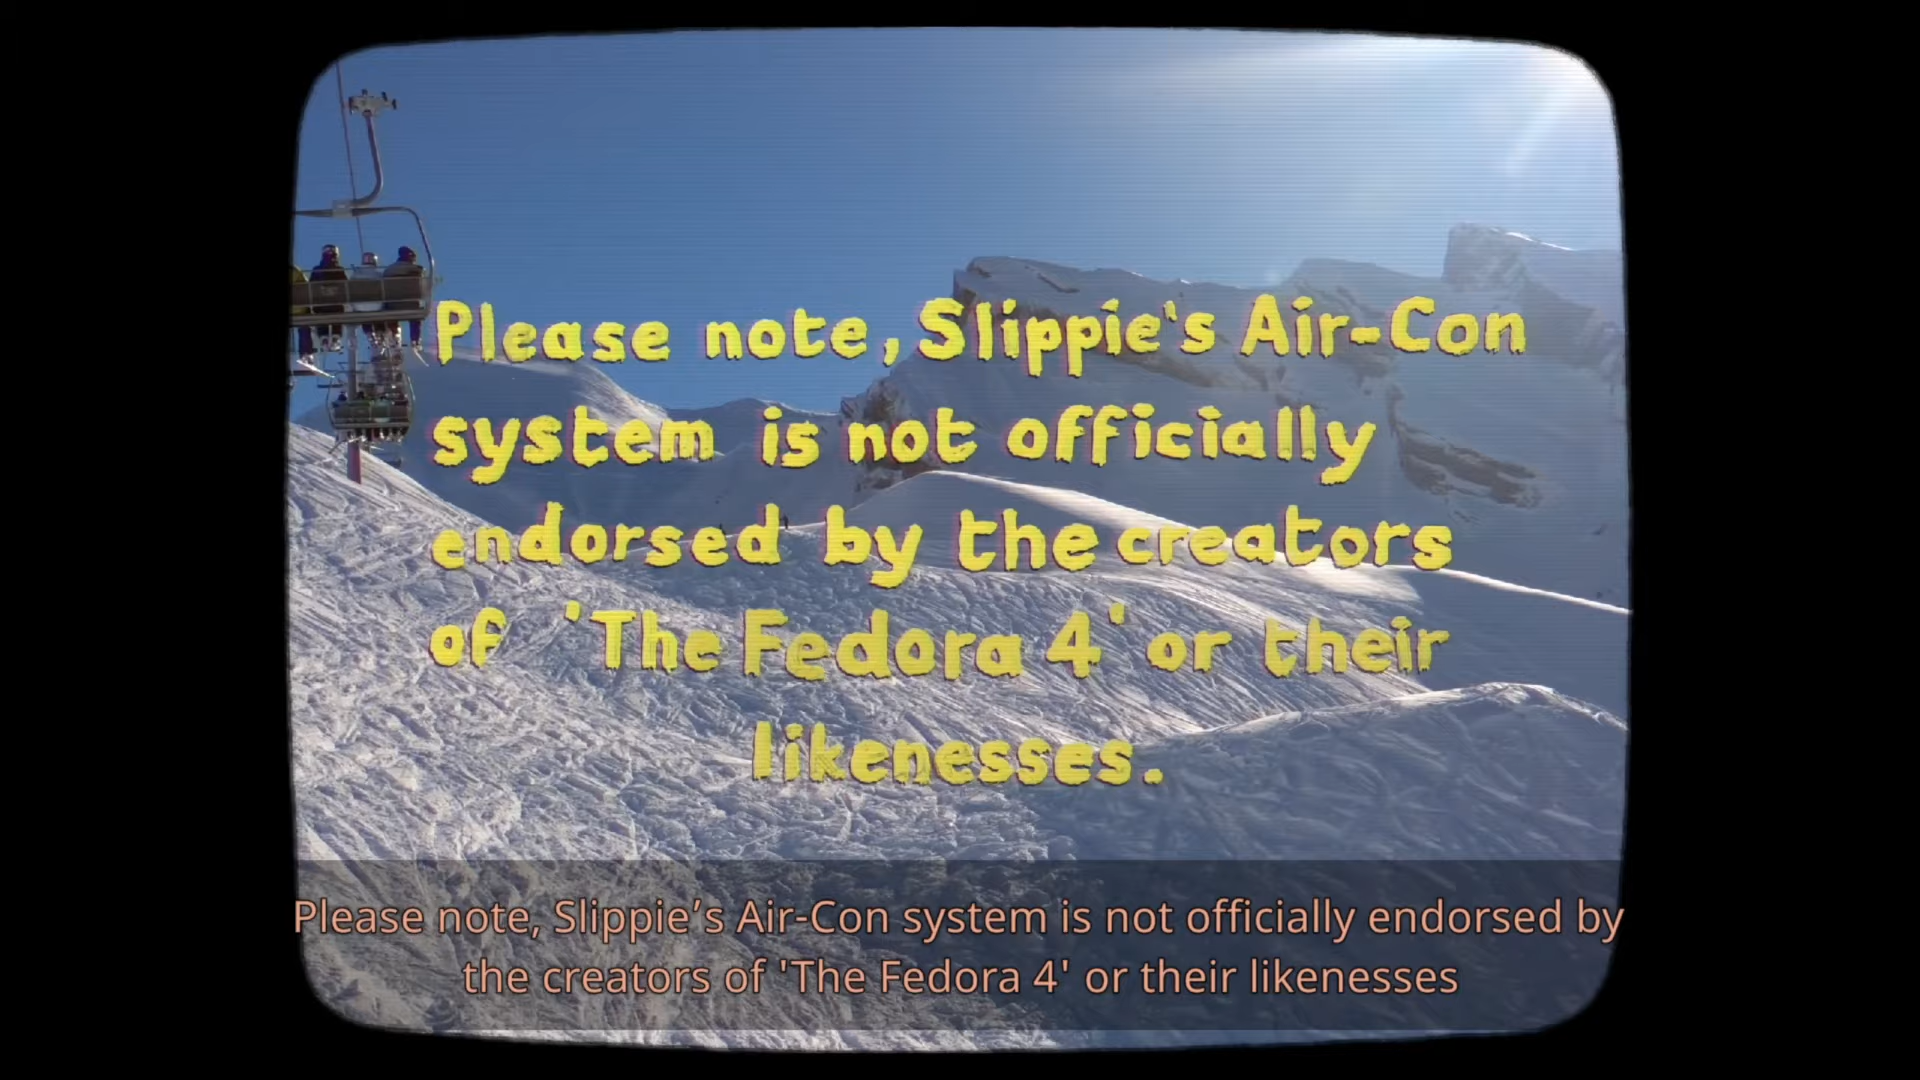 Please note, Slippie's Air-Con
system is not officially
endorsed by the creators
of 'The Fedora 4' or their
likenesses.
Please note, Slippie’s Air-Con system is not officially endorsed by
the creators of 'The Fedora 4' or their likenesses